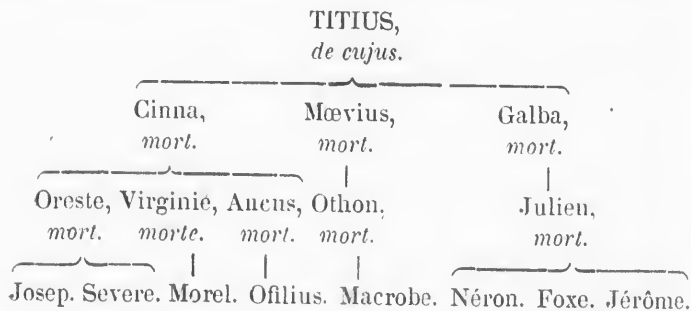 TITIUS,
de cujus.
Cinna, Mœvius, Galba,
mort. mort. mort.
Oreste, Virginie, Ancus, Othon, Julien,
mort. morte. mort. mort. mort.
Josep. Severe. Morel. Ofilius. Macrobe. Néron. Foxe. Jérôme.